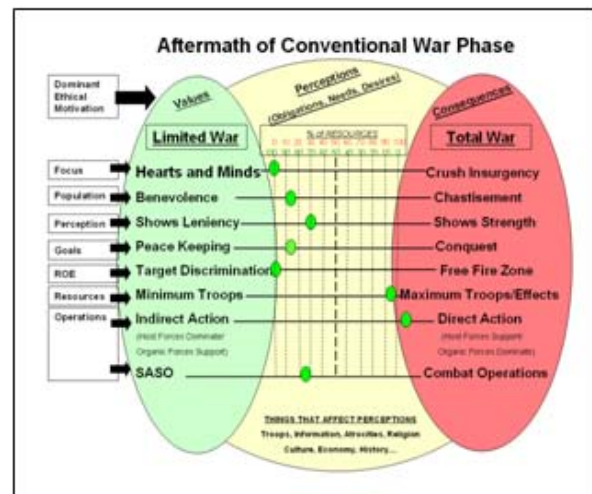 Aftermath of Conventional War Phase
Dominant
Ethical
Motivation
Values
Perceptions
(Obligations, Needs, Desires)
Consequences
Limited War
% of RESOURCES
Total War
Focus
Hearts and Minds
Crush Insurgency
Population
Benevolence
Chastisement
Perception
Shows Leniency
Shows Strength
Goals
Peace Keeping
Conquest
ROE
Target Discrimination
Free Fire Zone
Resources
Minimum Troops
Maximum Troops/Effects
Operations
Indirect Action
Direct Action
(Host Forces Dominate/
Organic Forces Support)
(Host Forces Support/
Organic Forces Dominate)
SASO
Combat Operations
THINGS THAT AFFECT PERCEPTIONS
Troops, Information, Atrocities, Religion
Culture, Economy, History...